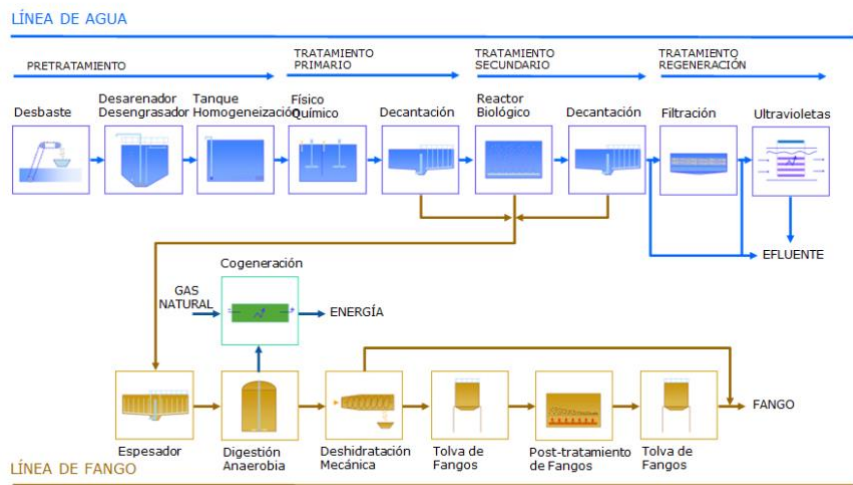 LÍNEA DE AGUA
PRETRATAMIENTO
TRATAMIENTO
PRIMARIO
TRATAMIENTO
SECUNDARIO
TRATAMIENTO
REGENERACIÓN
Desbaste
Desarenador
Desengrasador
Tanque
Homogeneización
Físico
Químico
Decantación
Reactor
Biológico
Decantación
Filtración
Ultravioletas
EFLUENTE
Cogeneración
GAS
NATURAL
ENERGÍA
FANGO
Espesador
Digestión
Anaerobia
Deshidratación
Mecánica
Tolva de
Fangos
Post-tratamiento
de Fangos
Tolva de
Fangos
LÍNEA DE FANGO